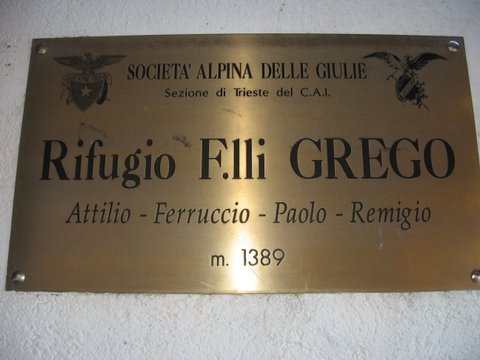 SOCIETA' ALPINA DELLE GIULIE
Sezione di Trieste del C.A.I.
Rifugio F.lli GREGO
Attilio - Ferruccio - Paolo - Remigio
m. 1389